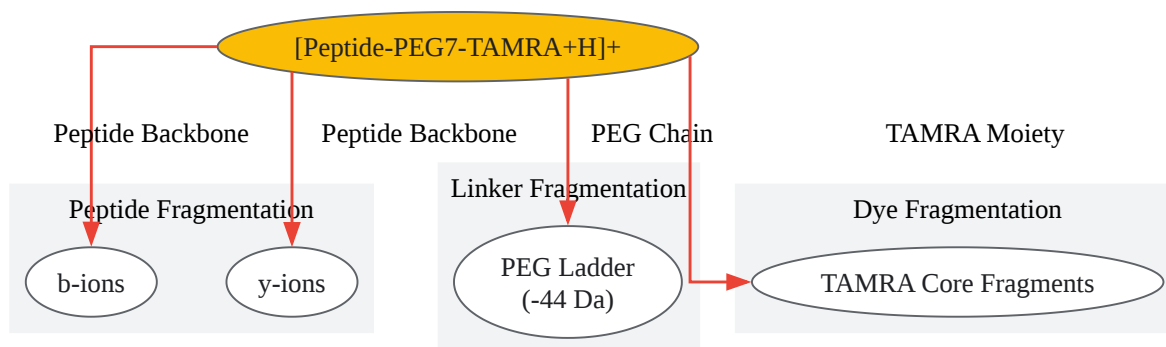 [Peptide-PEG7-TAMRA+H]+
Peptide Backbone
Peptide Backbone
PEG Chain
TAMRA Moiety
Peptide Fragmentation
Linker Fragmentation
Dye Fragmentation
b-ions
y-ions
PEG Ladder
(-44 Da)
TAMRA Core Fragments